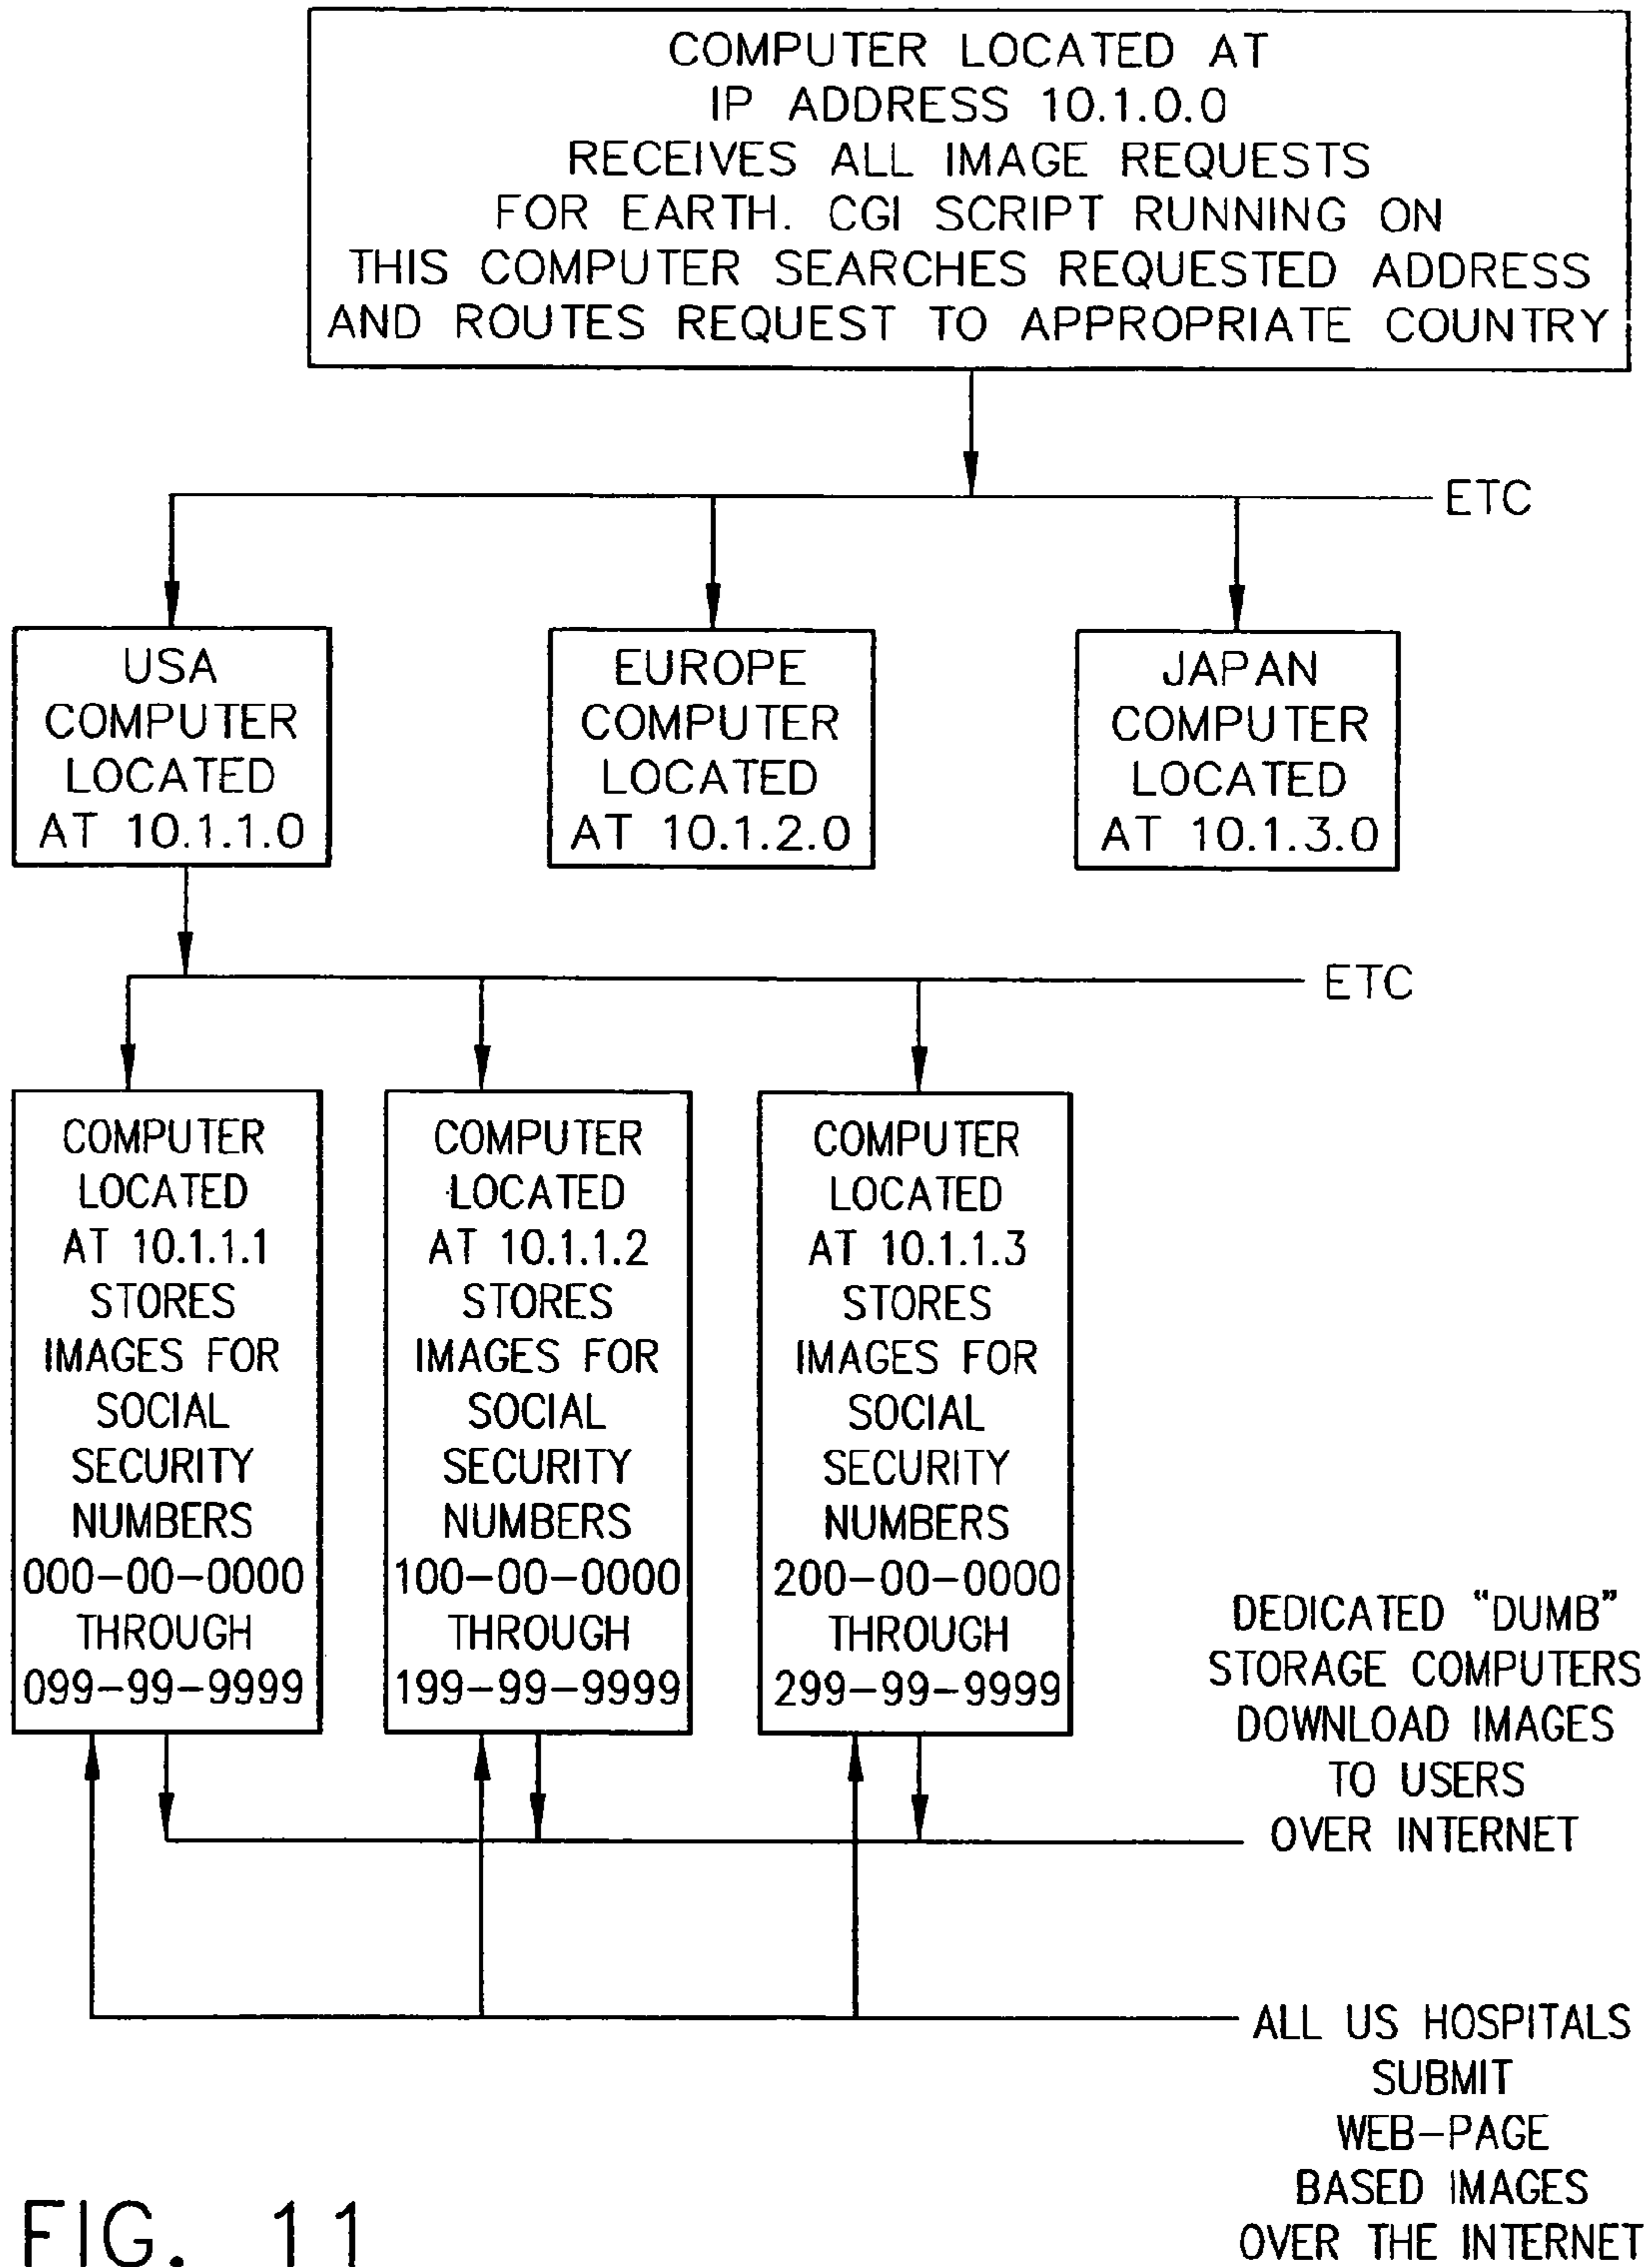 COMPUTER LOCATED AT
IP ADDRESS 10.1.0.0
RECEIVES ALL IMAGE REQUESTS
FOR EARTH. CGI SCRIPT RUNNING ON
THIS COMPUTER SEARCHES REQUESTED ADDRESS
AND ROUTES REQUEST TO APPROPRIATE COUNTRY
ETC
USA
COMPUTER
LOCATED
AT 10.1.1.0
EUROPE
COMPUTER
LOCATED
AT 10.1.2.0
JAPAN
COMPUTER
LOCATED
AT 10.1.3.0
ETC
COMPUTER
LOCATED
AT 10.1.1.1
STORES
IMAGES FOR
SOCIAL
SECURITY
NUMBERS
000-00-0000
THROUGH
099-99-9999
COMPUTER
LOCATED
AT 10.1.1.2
STORES
IMAGES FOR
SOCIAL
SECURITY
NUMBERS
100-00-0000
THROUGH
199-99-9999
COMPUTER
LOCATED
AT 10.1.1.3
STORES
IMAGES FOR
SOCIAL
SECURITY
NUMBERS
200-00-0000
THROUGH
299-99-9999
DEDICATED "DUMB"
STORAGE COMPUTERS
DOWNLOAD IMAGES
TO USERS
OVER INTERNET
ALL US HOSPITALS
SUBMIT
WEB-PAGE
BASED IMAGES
OVER THE INTERNET
FIG. 11